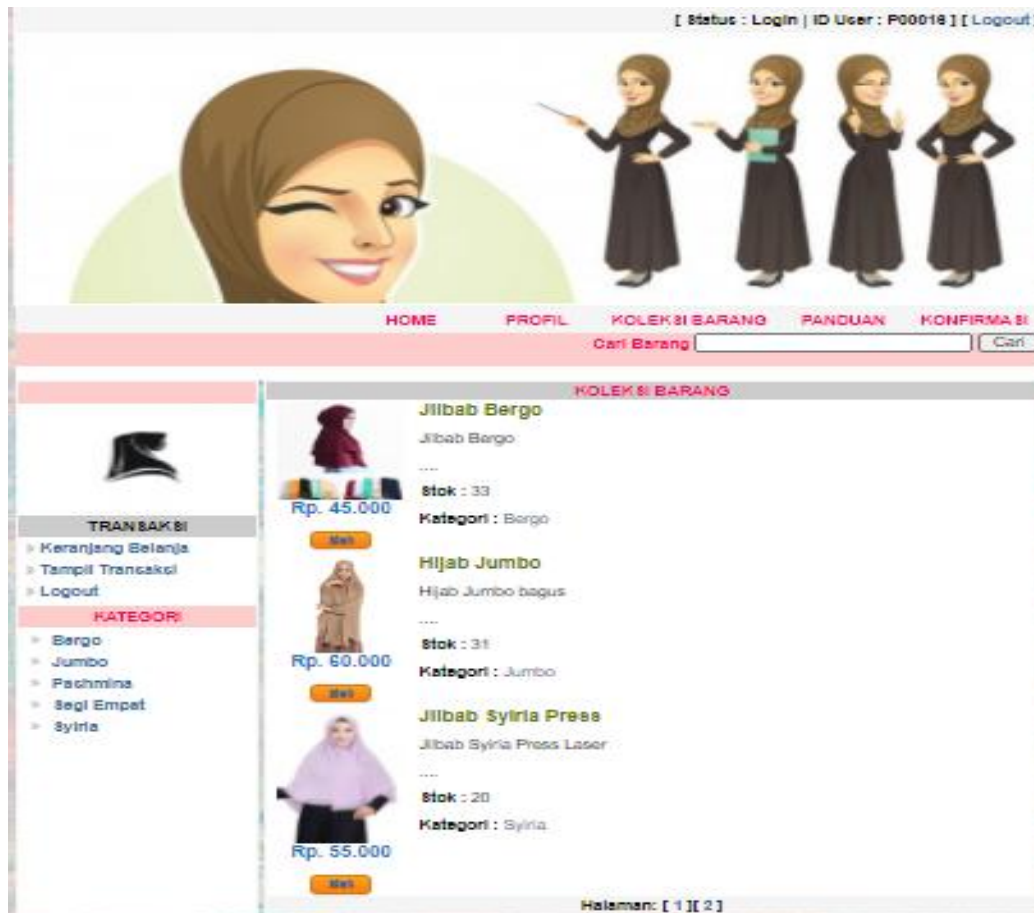 [ Status : Login | ID User : P00016 ] [ Logout ]
HOME PROFIL KOLEKSI BARANG PANDUAN KONFIRMASI
Cari Barang Cari
KOLEKSI BARANG
TRANSAKSI
Keranjang Belanja
Tampil Transaksi
Logout
KATEGORI
Bergo
Jumbo
Pashmina
Segi Empat
Syiria
Jilbab Bergo
Jilbab Bergo
....
Stok : 33
Kategori : Bergo
Rp. 45.000
Beli
Hijab Jumbo
Hijab Jumbo bagus
....
Stok : 31
Kategori : Jumbo
Rp. 60.000
Beli
Jilbab Syiria Press
Jilbab Syiria Press Laser
....
Stok : 20
Kategori : Syiria
Rp. 55.000
Beli
Halaman: [ 1 ][ 2 ]